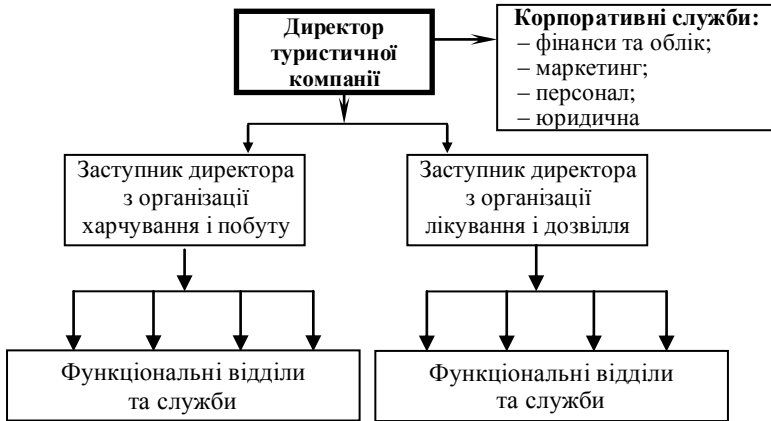 Директор
туристичної
компанії
Корпоративні служби:
– фінанси та облік;
– маркетинг;
– персонал;
– юридична
Заступник директора
з організації
харчування і побуту
Заступник директора
з організації
лікування і дозвілля
Функціональні відділи
та служби
Функціональні відділи
та служби